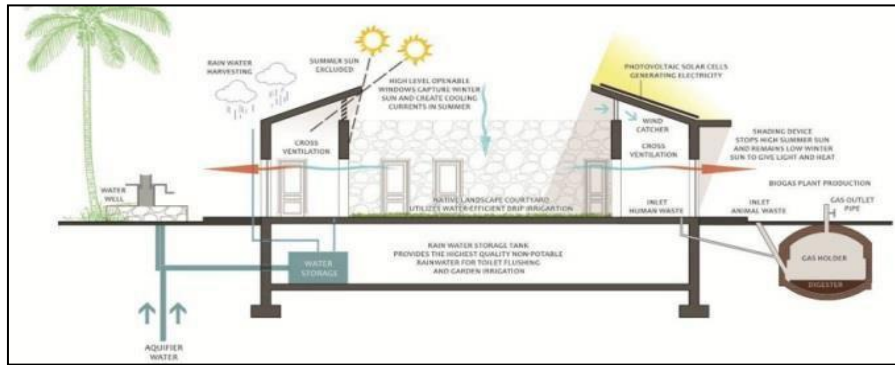 RAIN WATER
HARVESTING
SUMMER SUN
EXCLUDED
HIGH LEVEL OPENABLE
WINDOWS CAPTURE WINTER
SUN AND CREATE COOLING
CURRENTS IN SUMMER
PHOTOVOLTAIC SOLAR CELLS
GENERATING ELECTRICITY
WIND
CATCHER
SHADING DEVICE
STOPS HIGH SUMMER SUN
AND REMAINS LOW WINTER
SUN TO GIVE LIGHT AND HEAT
CROSS
VENTILATION
CROSS
VENTILATION
WATER
WELL
NATIVE LANDSCAPE COURTYARD
UTILIZES WATER-EFFICIENT DRIP IRRIGARTION
INLET
HUMAN WASTE
INLET
ANIMAL WASTE
BIOGAS PLANT PRODUCTION
GAS OUTLET
PIPE
WATER
STORAGE
RAIN WATER STORAGE TANK
PROVIDES THE HIGHEST QUALITY NON-POTABLE
RAINWATER FOR TOILET FLUSHING
AND GARDEN IRRIGATION
GAS HOLDER
DIGESTER
AQUIFIER
WATER